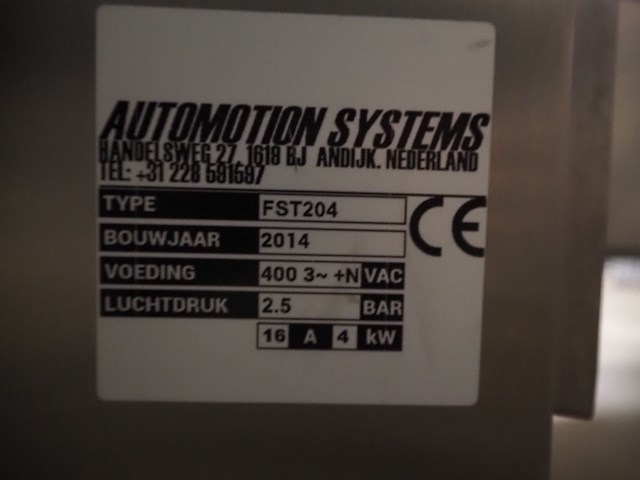 AUTOMOTION SYSTEMS
HANDELSWEG 27, 1619 BJ ANDIJK. NEDERLAND
TEL: +31 228 591597
TYPE FST204
BOUWJAAR 2014
VOEDING 400 3~ +N VAC
LUCHTDRUK 2.5 BAR
16 A 4 kW
CE